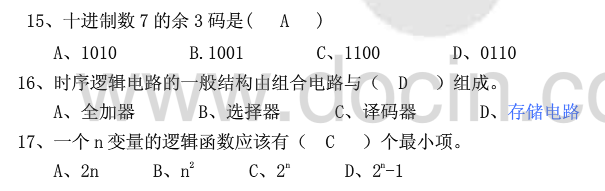 15、十进制数 7 的余 3 码是( A )
A、1010 B.1001 C、1100 D、0110
16、时序逻辑电路的一般结构由组合电路与（ D ）组成。
A、全加器 B、选择器 C、译码器 D、存储电路
17、一个 n 变量的逻辑函数应该有（ C ）个最小项。
A、2n B、n² C、2ⁿ D、2ⁿ-1
www.docin.com